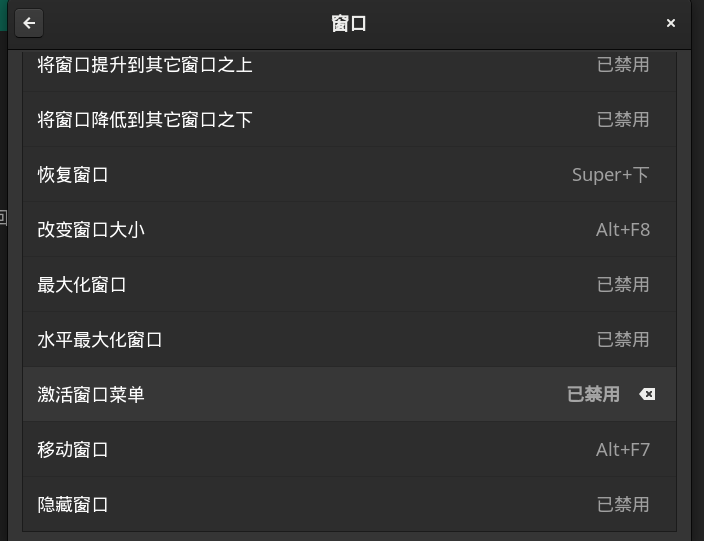 窗口
将窗口提升到其它窗口之上 已禁用
将窗口降低到其它窗口之下 已禁用
恢复窗口 Super+下
改变窗口大小 Alt+F8
最大化窗口 已禁用
水平最大化窗口 已禁用
激活窗口菜单 已禁用
移动窗口 Alt+F7
隐藏窗口 已禁用